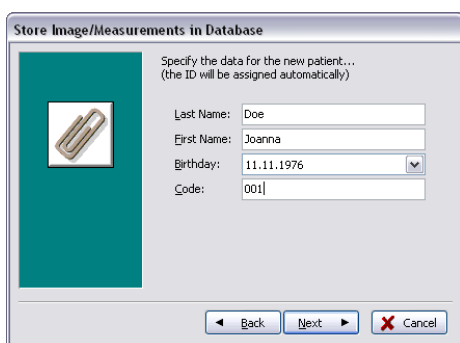 Store Image/Measurements in Database
Specify the data for the new patient...
(the ID will be assigned automatically)
Last Name: Doe
First Name: Joanna
Birthday: 11.11.1976
Code: 001
Back Next Cancel